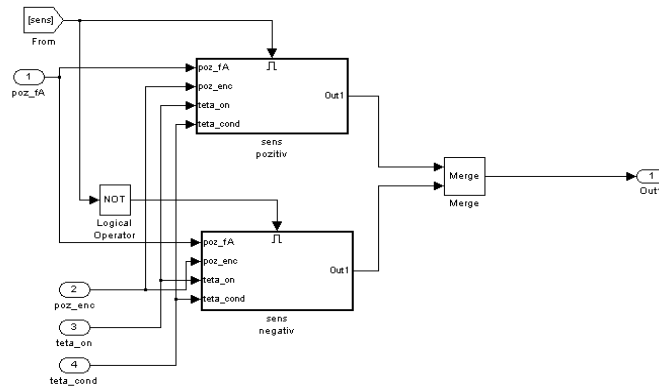 [sens]
From
1
poz_fA
poz_fA
poz_enc
teta_on
teta_cond
Out1
sens
pozitiv
NOT
Logical
Operator
Merge
Merge
1
Out1
poz_fA
poz_enc
teta_on
teta_cond
Out1
sens
negativ
2
poz_enc
3
teta_on
4
teta_cond